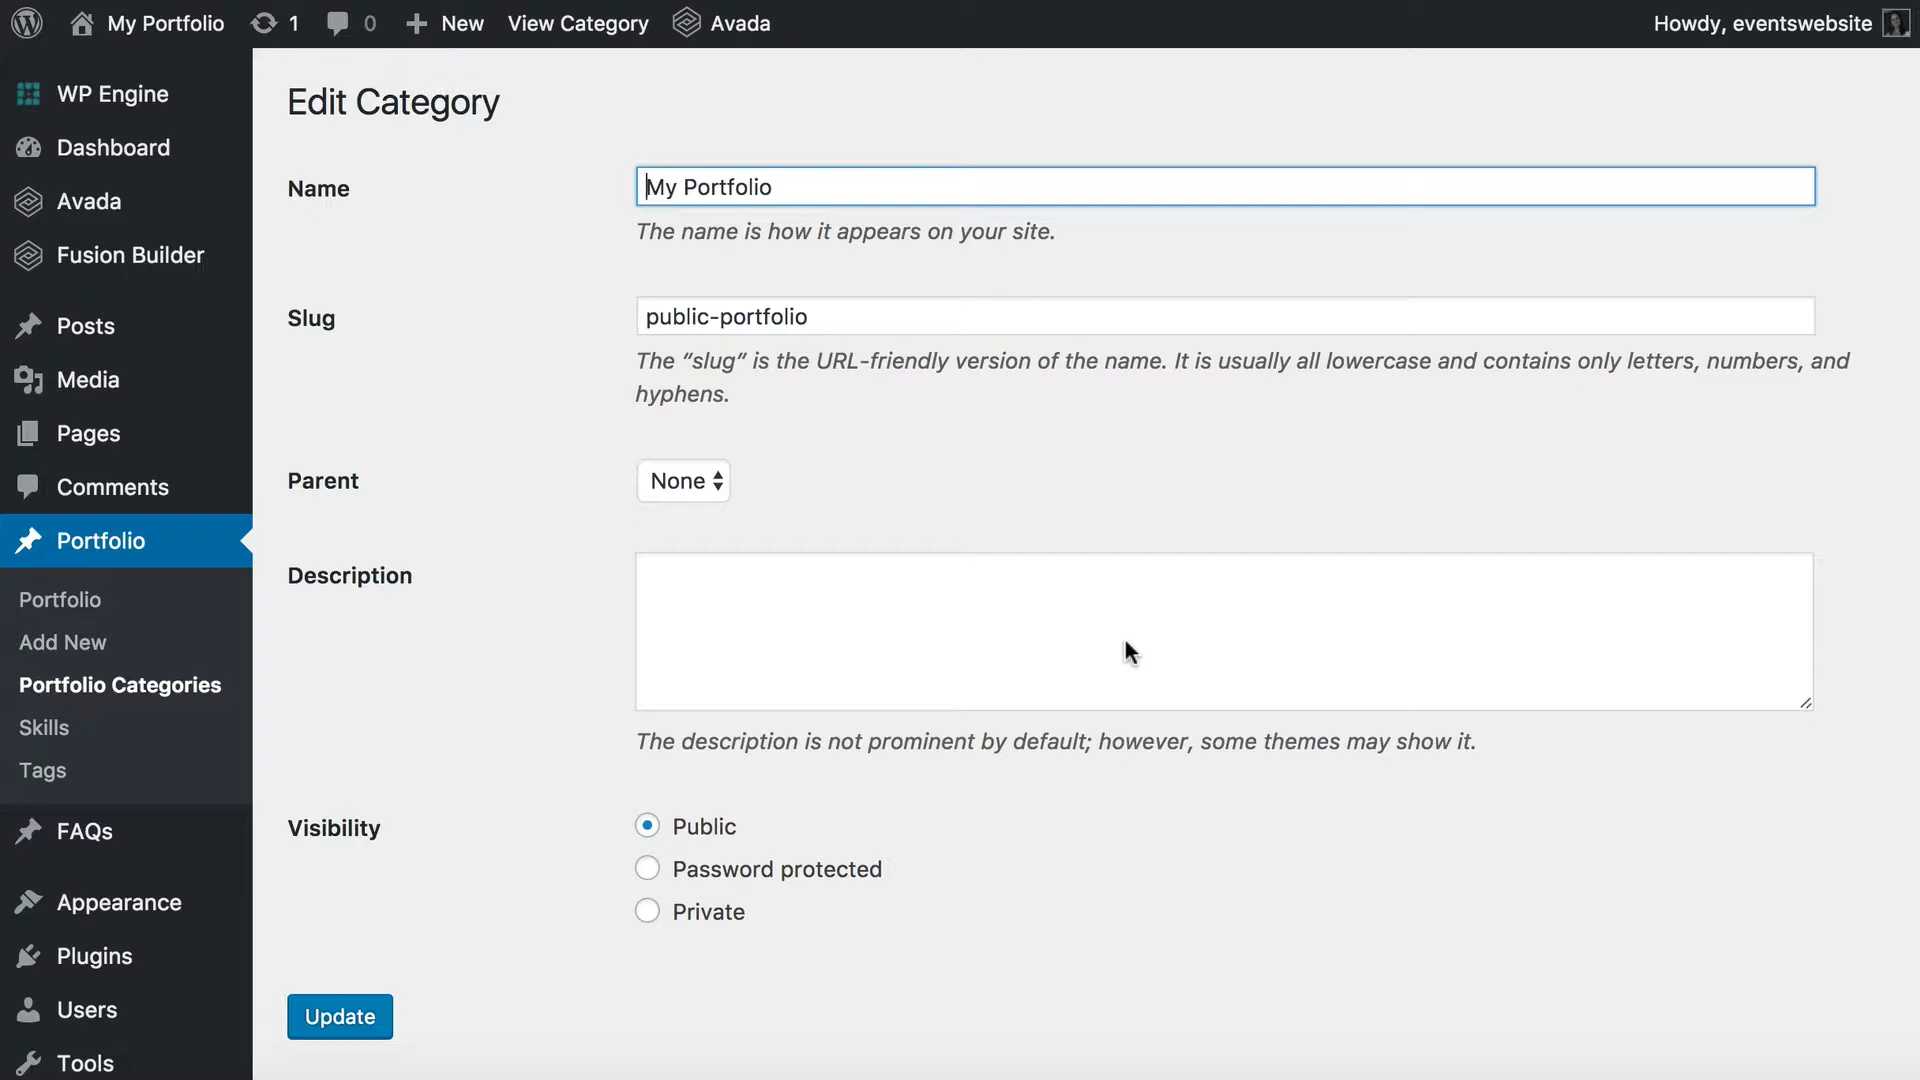 My Portfolio 1 0 New View Category Avada Howdy, eventswebsite
WP Engine
Dashboard
Avada
Fusion Builder
Posts
Media
Pages
Comments
Portfolio
Portfolio
Add New
Portfolio Categories
Skills
Tags
FAQs
Appearance
Plugins
Users
Tools
Edit Category
Name
My Portfolio
The name is how it appears on your site.
Slug
public-portfolio
The “slug” is the URL-friendly version of the name. It is usually all lowercase and contains only letters, numbers, and
hyphens.
Parent
None
Description
The description is not prominent by default; however, some themes may show it.
Visibility
Public
Password protected
Private
Update